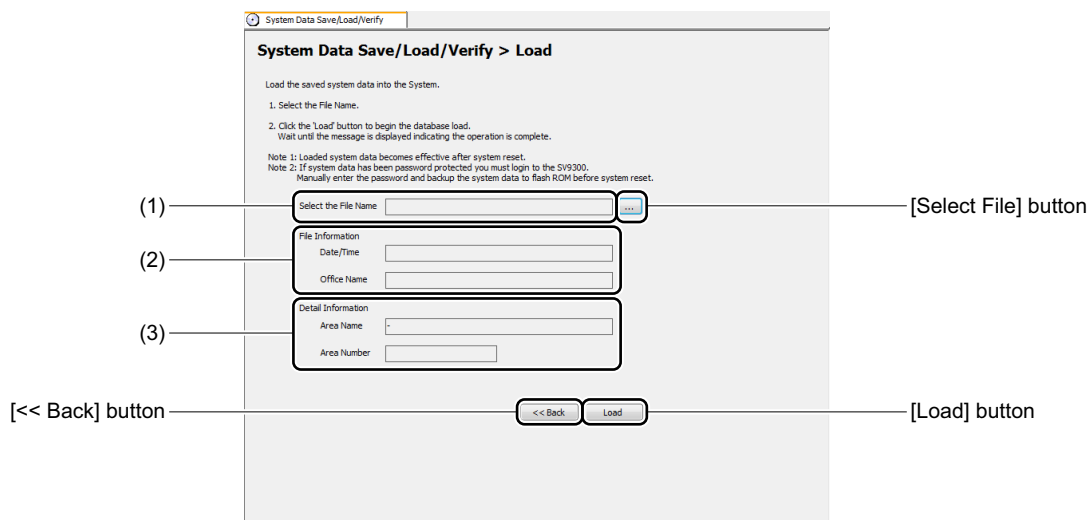 System Data Save/Load/Verify
System Data Save/Load/Verify > Load
Load the saved system data into the System.
1. Select the File Name.
2. Click the 'Load' button to begin the database load.
Wait until the message is displayed indicating the operation is complete.
Note 1: Loaded system data becomes effective after system reset.
Note 2: If system data has been password protected you must login to the SV9300.
Manually enter the password and backup the system data to flash ROM before system reset.
(1) Select the File Name ... [Select File] button
File Information
(2) Date/Time
Office Name
Detail Information
(3) Area Name -
Area Number
[<< Back] button << Back Load [Load] button